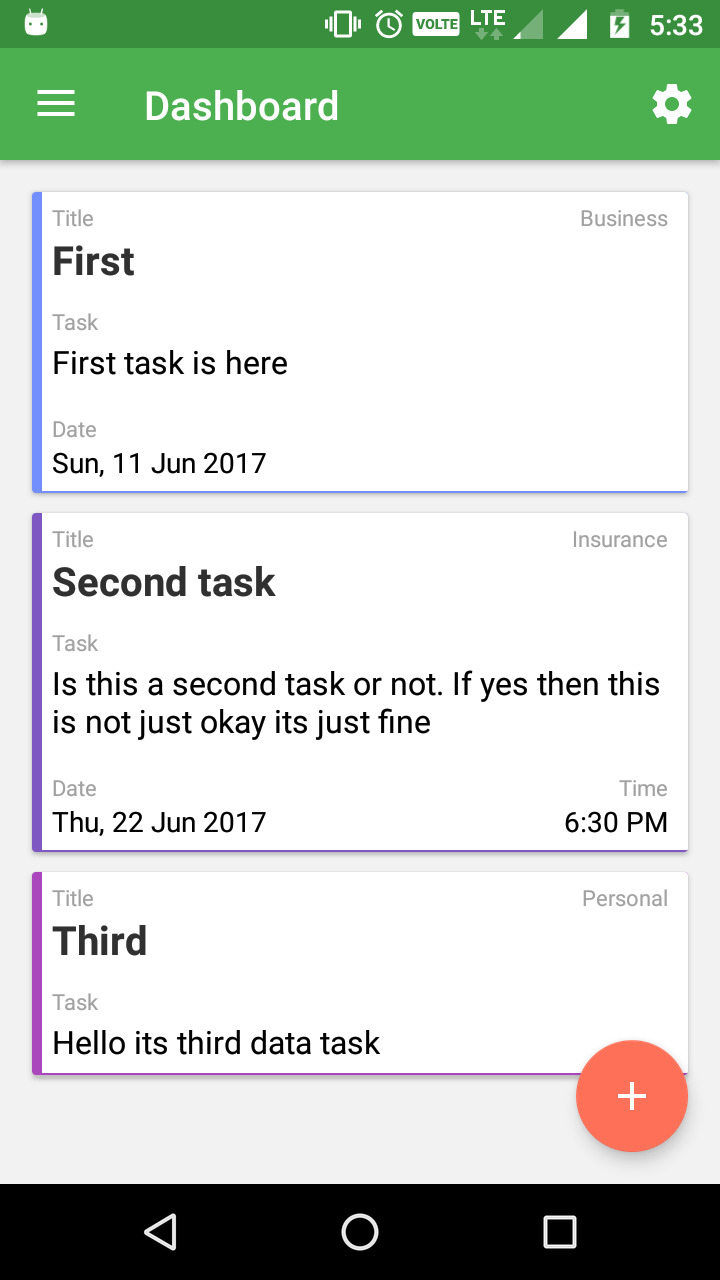 VOLTE LTE 5:33
Dashboard
Title Business
First
Task
First task is here
Date
Sun, 11 Jun 2017
Title Insurance
Second task
Task
Is this a second task or not. If yes then this
is not just okay its just fine
Date Time
Thu, 22 Jun 2017 6:30 PM
Title Personal
Third
Task
Hello its third data task